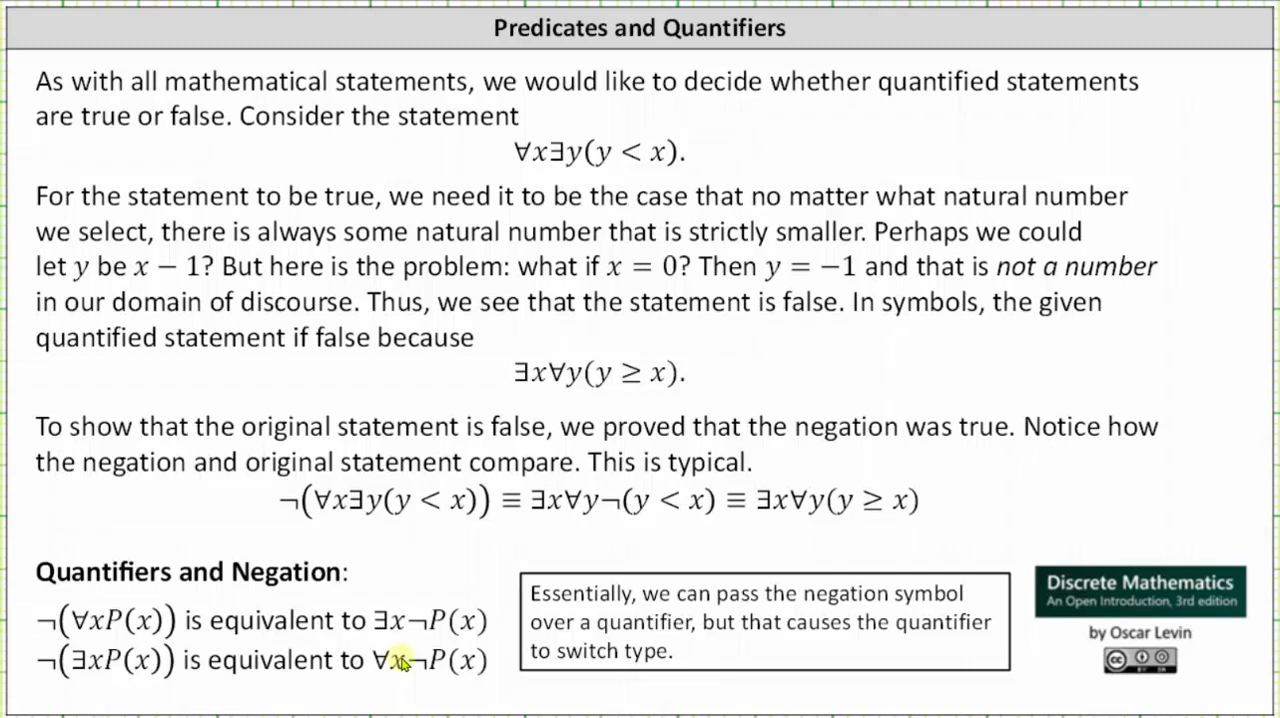 Predicates and Quantifiers
As with all mathematical statements, we would like to decide whether quantified statements
are true or false. Consider the statement
∀x∃y(y < x).
For the statement to be true, we need it to be the case that no matter what natural number
we select, there is always some natural number that is strictly smaller. Perhaps we could
let y be x − 1? But here is the problem: what if x = 0? Then y = −1 and that is not a number
in our domain of discourse. Thus, we see that the statement is false. In symbols, the given
quantified statement if false because
∃x∀y(y ≥ x).
To show that the original statement is false, we proved that the negation was true. Notice how
the negation and original statement compare. This is typical.
¬(∀x∃y(y < x)) ≡ ∃x∀y¬(y < x) ≡ ∃x∀y(y ≥ x)
Quantifiers and Negation:
¬(∀xP(x)) is equivalent to ∃x¬P(x)
¬(∃xP(x)) is equivalent to ∀x¬P(x)
Essentially, we can pass the negation symbol
over a quantifier, but that causes the quantifier
to switch type.
Discrete Mathematics
An Open Introduction, 3rd edition
by Oscar Levin
cc
BY SA